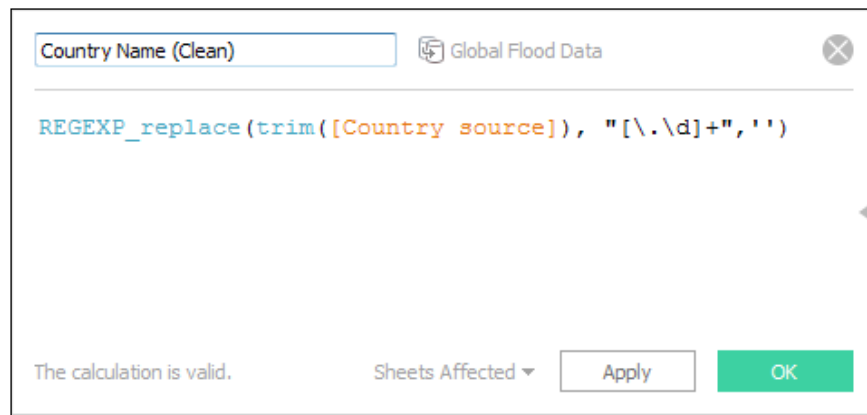 Country Name (Clean) Global Flood Data
REGEXP_replace(trim([Country source]), "[\.\d]+",'')
The calculation is valid. Sheets Affected Apply OK